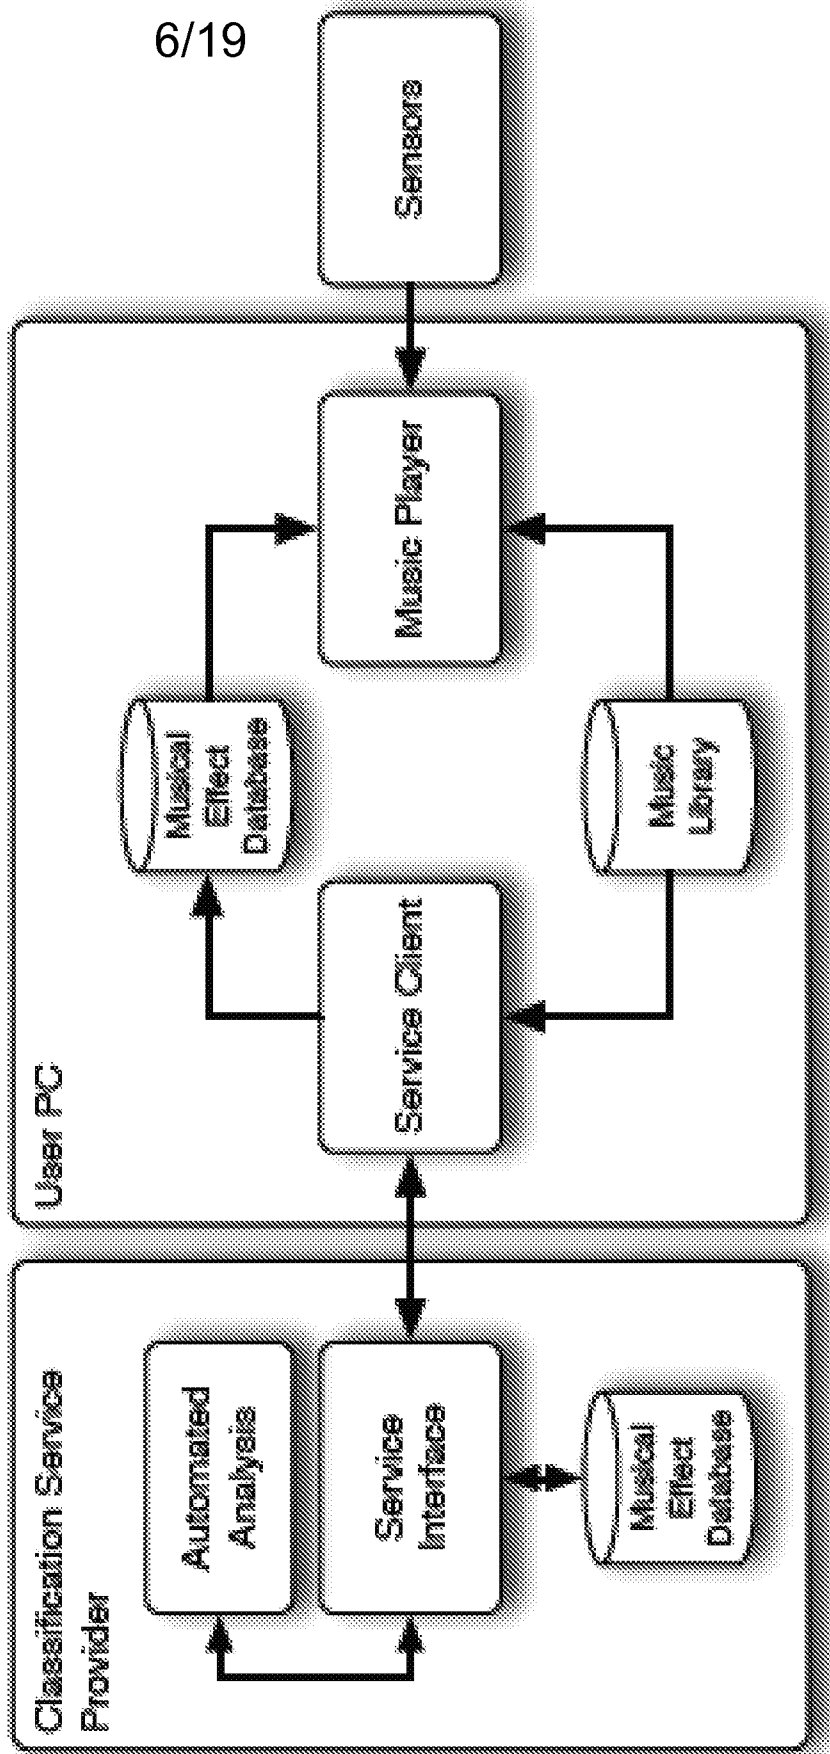 6/19
Classification Service
Provider
Automated
Analysis
Service
Interface
Musical
Effect
Database
User PC
Service Client
Musical
Effect
Database
Music
Library
Music Player
Sensors